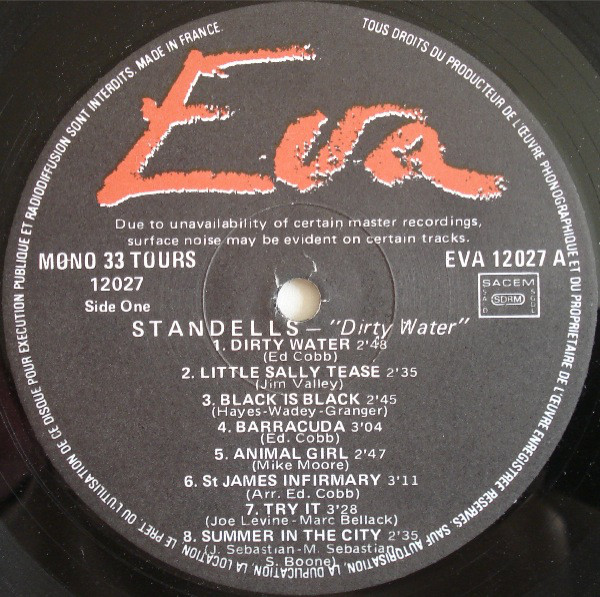 TOUS DROITS DU PRODUCTEUR DE L'ŒUVRE PHONOGRAPHIQUE ET DU PROPRIETAIRE DE L'ŒUVRE ENREGISTREE RESERVES. SAUF AUTORISATION, LA DUPLICATION, LA LOCATION, LE PRET, OU L'UTILISATION DE CE DISQUE POUR EXECUTION PUBLIQUE ET RADIODIFFUSION SONT INTERDITS. MADE IN FRANCE.
Eva
Due to unavailability of certain master recordings,
surface noise may be evident on certain tracks.
MONO 33 TOURS
EVA 12027 A
12027
Side One
SACEM
SDRM
STANDELLS – "Dirty Water"
1. DIRTY WATER 2'48
(Ed Cobb)
2. LITTLE SALLY TEASE 2'35
(Jim Valley)
3. BLACK IS BLACK 2'45
(Hayes-Wadey-Granger)
4. BARRACUDA 3'04
(Ed. Cobb)
5. ANIMAL GIRL 2'47
(Mike Moore)
6. St JAMES INFIRMARY 3'11
(Arr. Ed. Cobb)
7. TRY IT 3'28
(Joe Levine-Marc Bellack)
8. SUMMER IN THE CITY 2'35
(J. Sebastian-M. Sebastian
S. Boone)